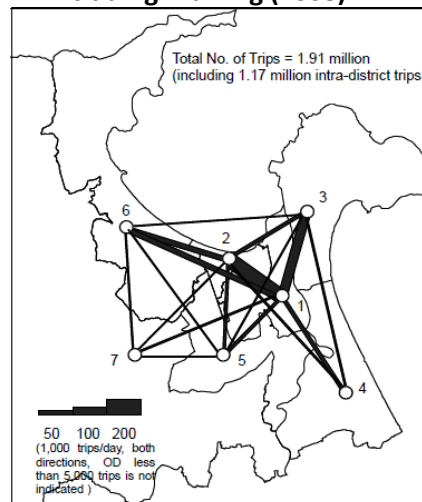 Walking
Total No. of Trips = 1.91 million
(including 1.17 million intra-district trips
3
6
2
1
7
5
4
50 100 200
(1,000 trips/day, both
directions, OD less
than 5,000 trips is not
indicated )